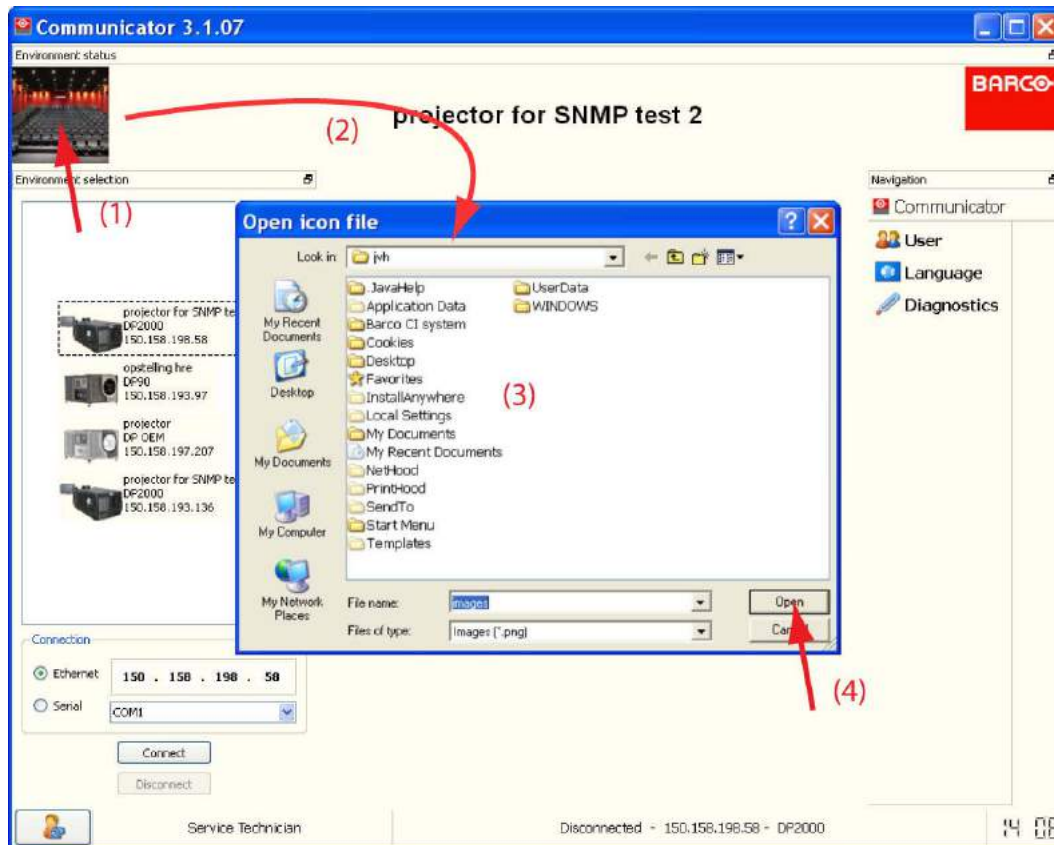 Communicator 3.1.07
Environment status
projector for SNMP test 2
BARCO
(1)
(2)
Environment selection
Navigation
Communicator
User
Language
Diagnostics
projector for SNMP te
DP2000
150.158.198.58
opstelling hre
DP90
150.158.193.97
projector
DP OEM
150.158.197.207
projector for SNMP te
DP2000
150.158.193.136
Open icon file
Look in:
jvh
My Recent
Documents
Desktop
My Documents
My Computer
My Network
Places
.JavaHelp
Application Data
Barco CI system
Cookies
Desktop
Favorites
InstallAnywhere
Local Settings
My Documents
My Recent Documents
NetHood
PrintHood
SendTo
Start Menu
Templates
UserData
WINDOWS
(3)
File name:
images
Open
Files of type:
Images (*.png)
(4)
Connection
Ethernet
150 . 158 . 198 . 58
Serial
COM1
Connect
Disconnect
Service Technician
Disconnected - 150.158.198.58 - DP2000